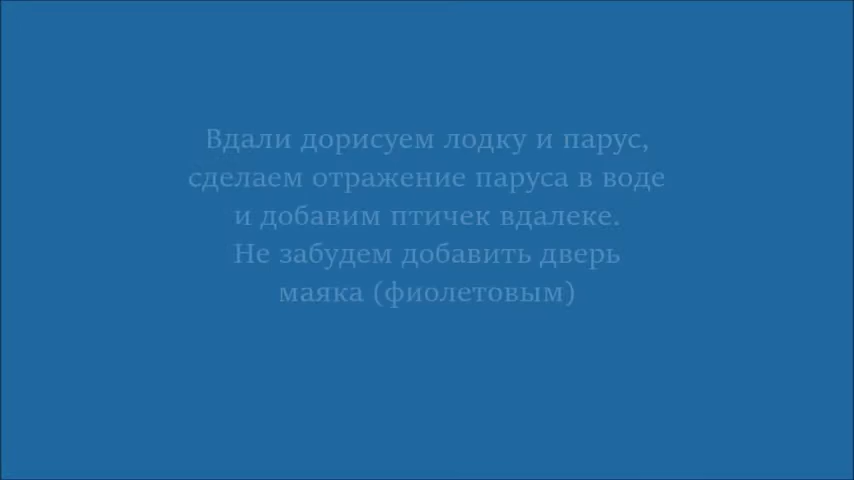 Вдали дорисуем лодку и парус,
сделаем отражение паруса в воде
и добавим птичек вдалеке.
Не забудем добавить дверь
маяка (фиолетовым)